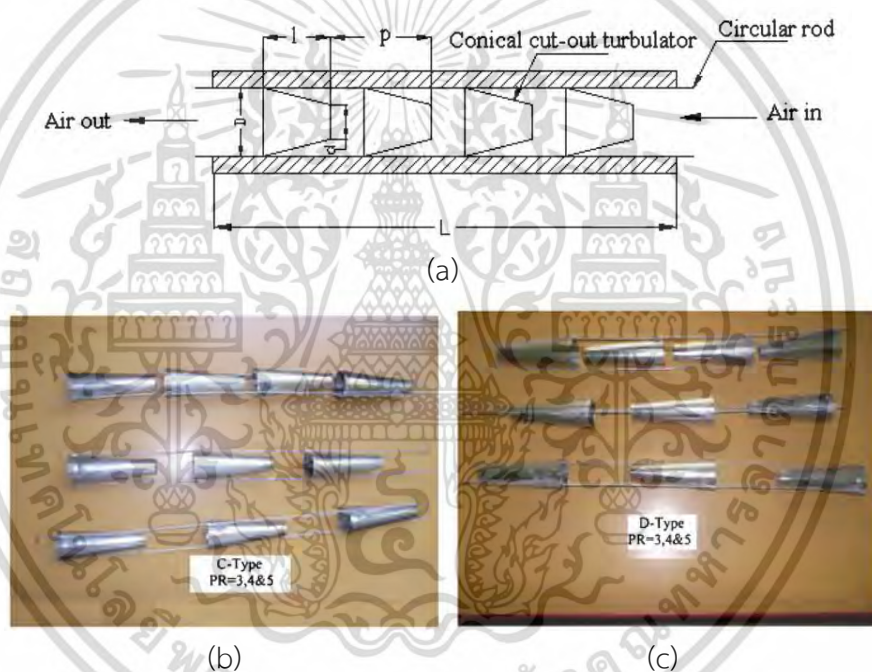 l
p
Conical cut-out turbulator
Circular rod
Air out
D
d
Air in
L
(a)
C-Type
PR=3,4&5
D-Type
PR=3,4&5
(b)
(c)